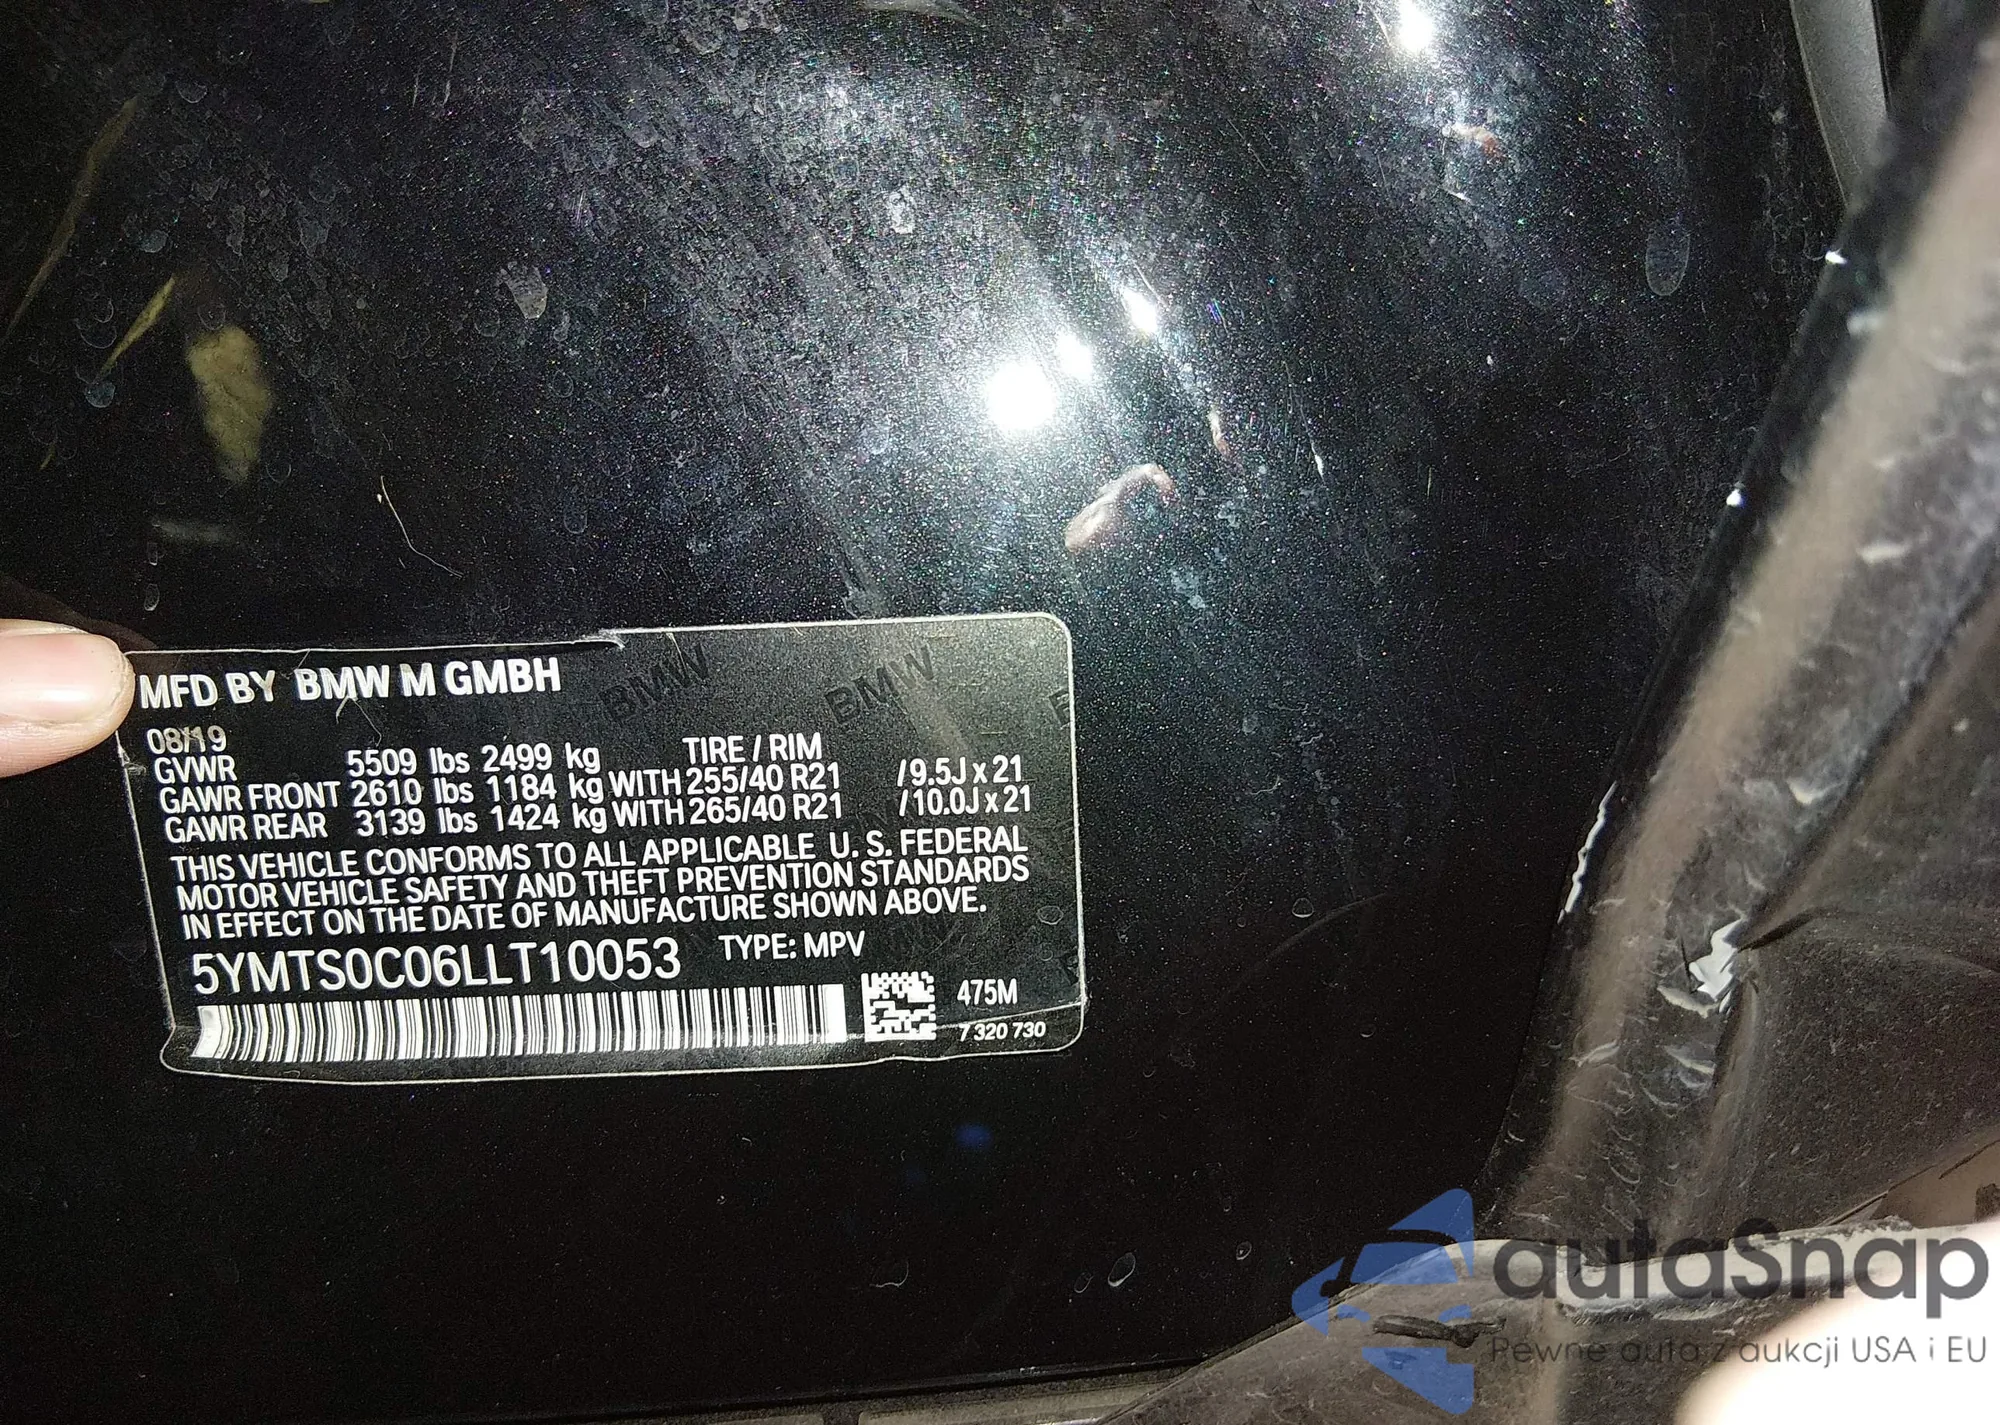 MFD BY BMW M GMBH
BMW BMW
08/19
GVWR 5509 lbs 2499 kg TIRE / RIM
GAWR FRONT 2610 lbs 1184 kg WITH 255/40 R21 / 9.5J x 21
GAWR REAR 3139 lbs 1424 kg WITH 265/40 R21 / 10.0J x 21
THIS VEHICLE CONFORMS TO ALL APPLICABLE U. S. FEDERAL
MOTOR VEHICLE SAFETY AND THEFT PREVENTION STANDARDS
IN EFFECT ON THE DATE OF MANUFACTURE SHOWN ABOVE.
5YMTS0C06LLT10053 TYPE: MPV
475M
7 320 730
autaSnap
Pewne auta z aukcji USA i EU